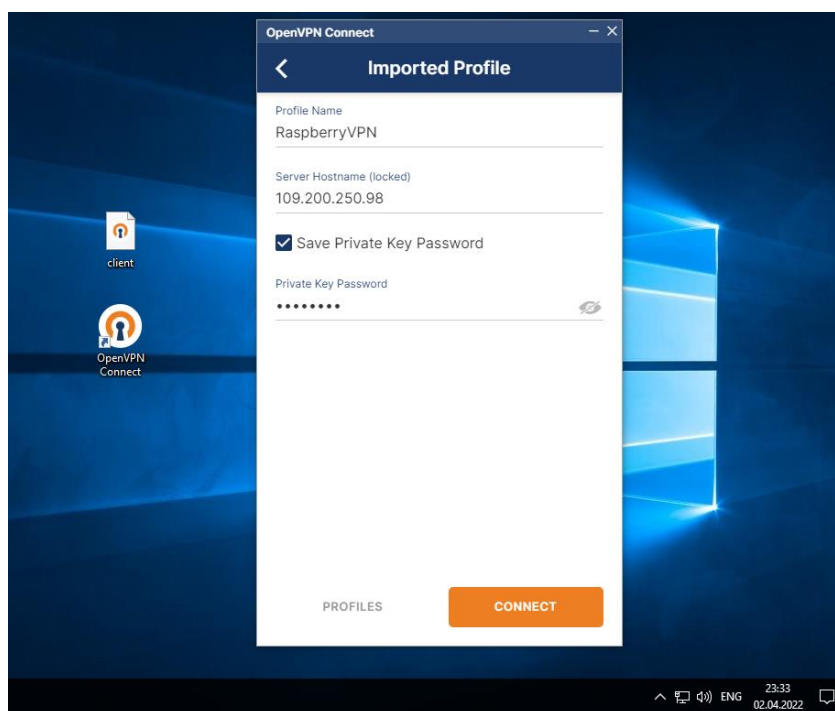 OpenVPN Connect
Imported Profile
Profile Name
RaspberryVPN
Server Hostname (locked)
109.200.250.98
Save Private Key Password
Private Key Password
••••••••
PROFILES
CONNECT
client
OpenVPN
Connect
ENG
23:33
02.04.2022